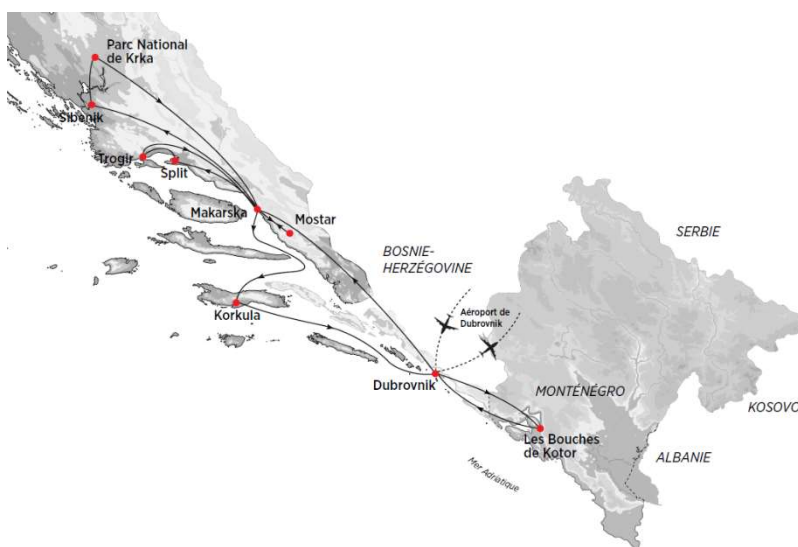 Parc National
de Krka
Sibenik
Trogir
Split
Makarska
Mostar
BOSNIE-
HERZÉGOVINE
SERBIE
Korkula
Aéroport de
Dubrovnik
Dubrovnik
MONTÉNÉGRO
KOSOVO
Les Bouches
de Kotor
ALBANIE
Mer Adriatique